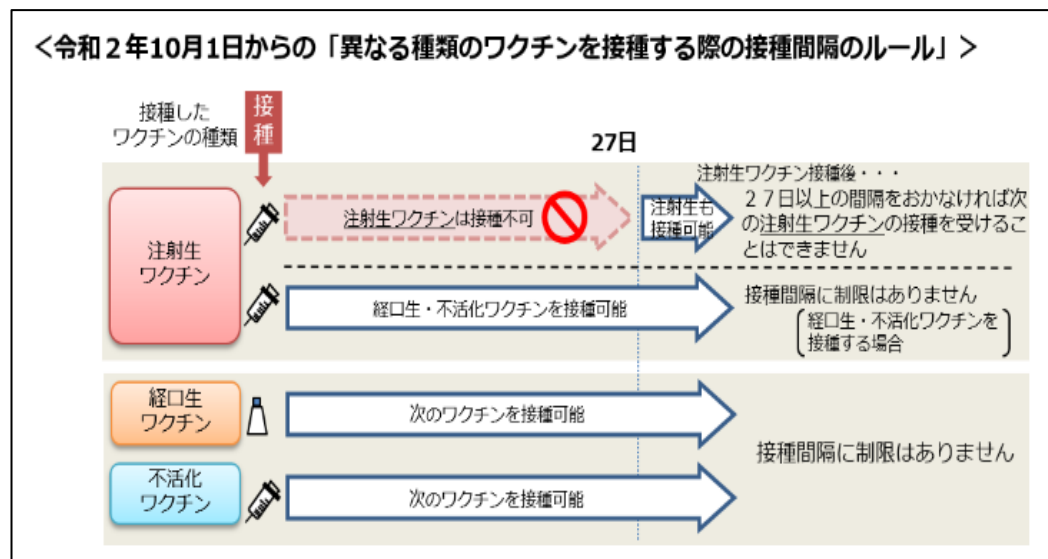 <令和２年10月1日からの「異なる種類のワクチンを接種する際の接種間隔のルール」>
接種した
ワクチンの種類
接種
27日
注射生ワクチン接種後・・・
２７日以上の間隔をおかなければ次
の注射生ワクチンの接種を受けるこ
とはできません
注射生
ワクチン
注射生ワクチンは接種不可
注射生も
接種可能
経口生・不活化ワクチンを接種可能
接種間隔に制限はありません
経口生・不活化ワクチンを
接種する場合
経口生
ワクチン
次のワクチンを接種可能
接種間隔に制限はありません
不活化
ワクチン
次のワクチンを接種可能